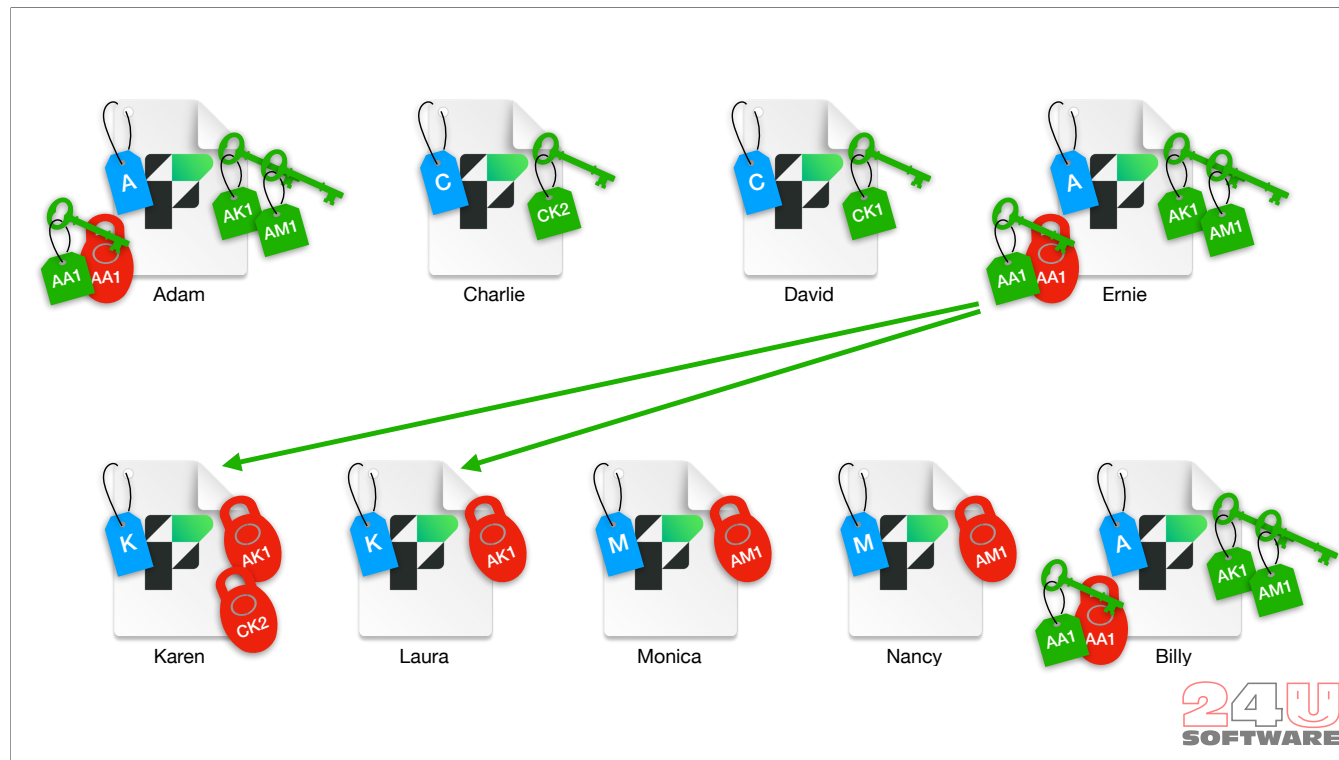 A
AK1
AM1
AA1
AA1
Adam
C
CK2
Charlie
C
CK1
David
A
AK1
AM1
AA1
AA1
Ernie
K
AK1
CK2
Karen
K
AK1
Laura
M
AM1
Monica
M
AM1
Nancy
A
AK1
AM1
AA1
AA1
Billy
24U
SOFTWARE